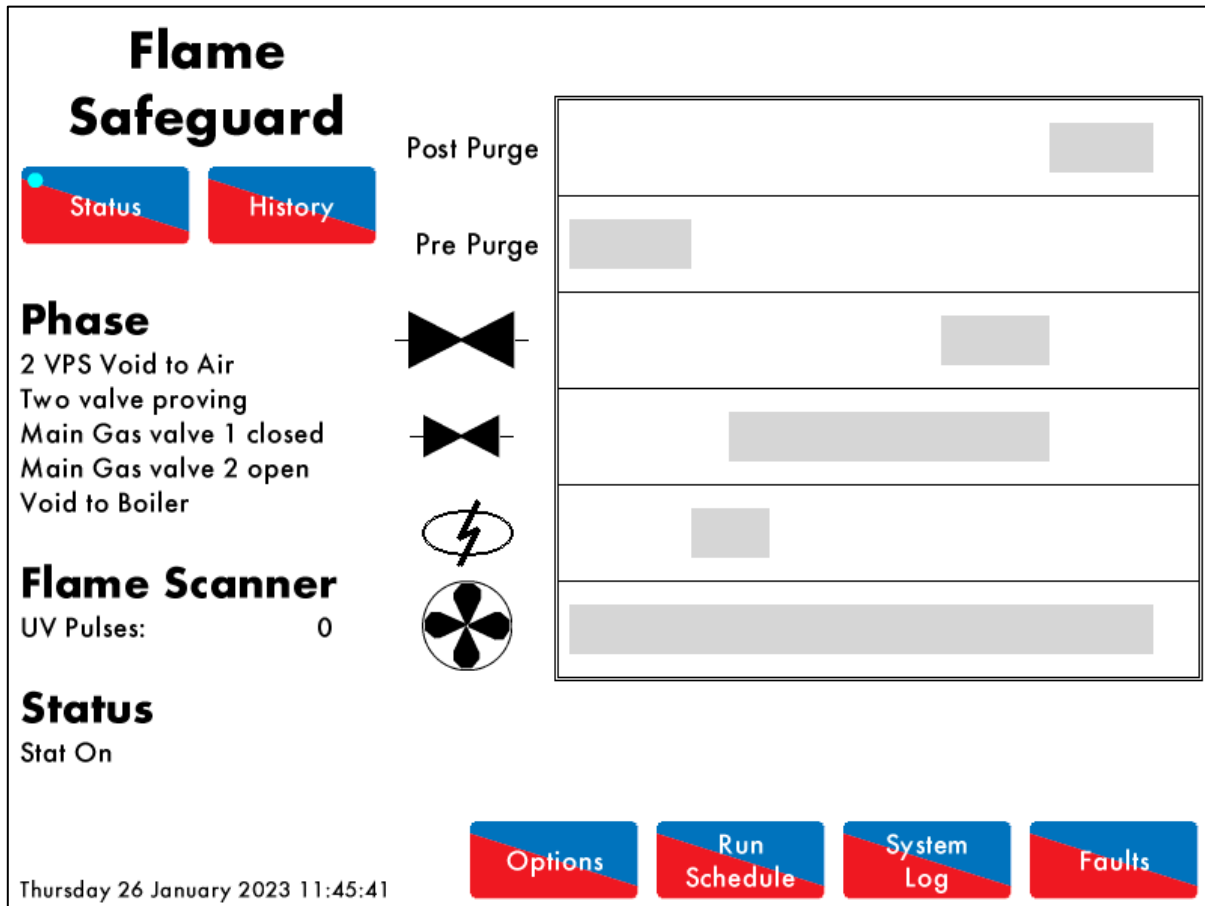 Flame
Safeguard
Status
History
Post Purge
Pre Purge
Phase
2 VPS Void to Air
Two valve proving
Main Gas valve 1 closed
Main Gas valve 2 open
Void to Boiler
Flame Scanner
UV Pulses: 0
Status
Stat On
Options
Run
Schedule
System
Log
Faults
Thursday 26 January 2023 11:45:41